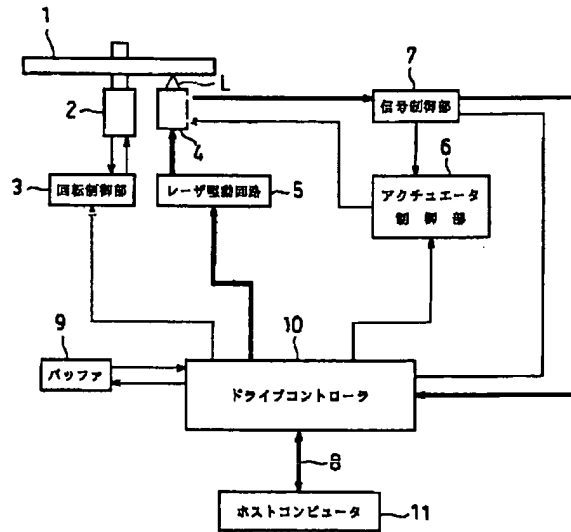 1
L
7
信号制御部
2
4
6
3
回転制御部
レーザ駆動回路
5
アクチュエータ
制御部
10
9
バッファ
ドライブコントローラ
8
ホストコンピュータ
11